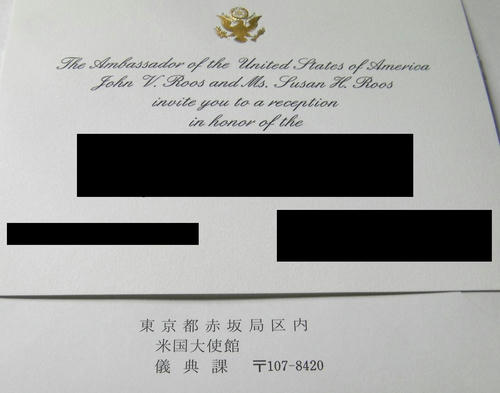 The Ambassador of the United States of America
John V. Roos and Ms. Susan H. Roos
invite you to a reception
in honor of the
東京都赤坂局区内
米国大使館
儀典課 〒107-8420